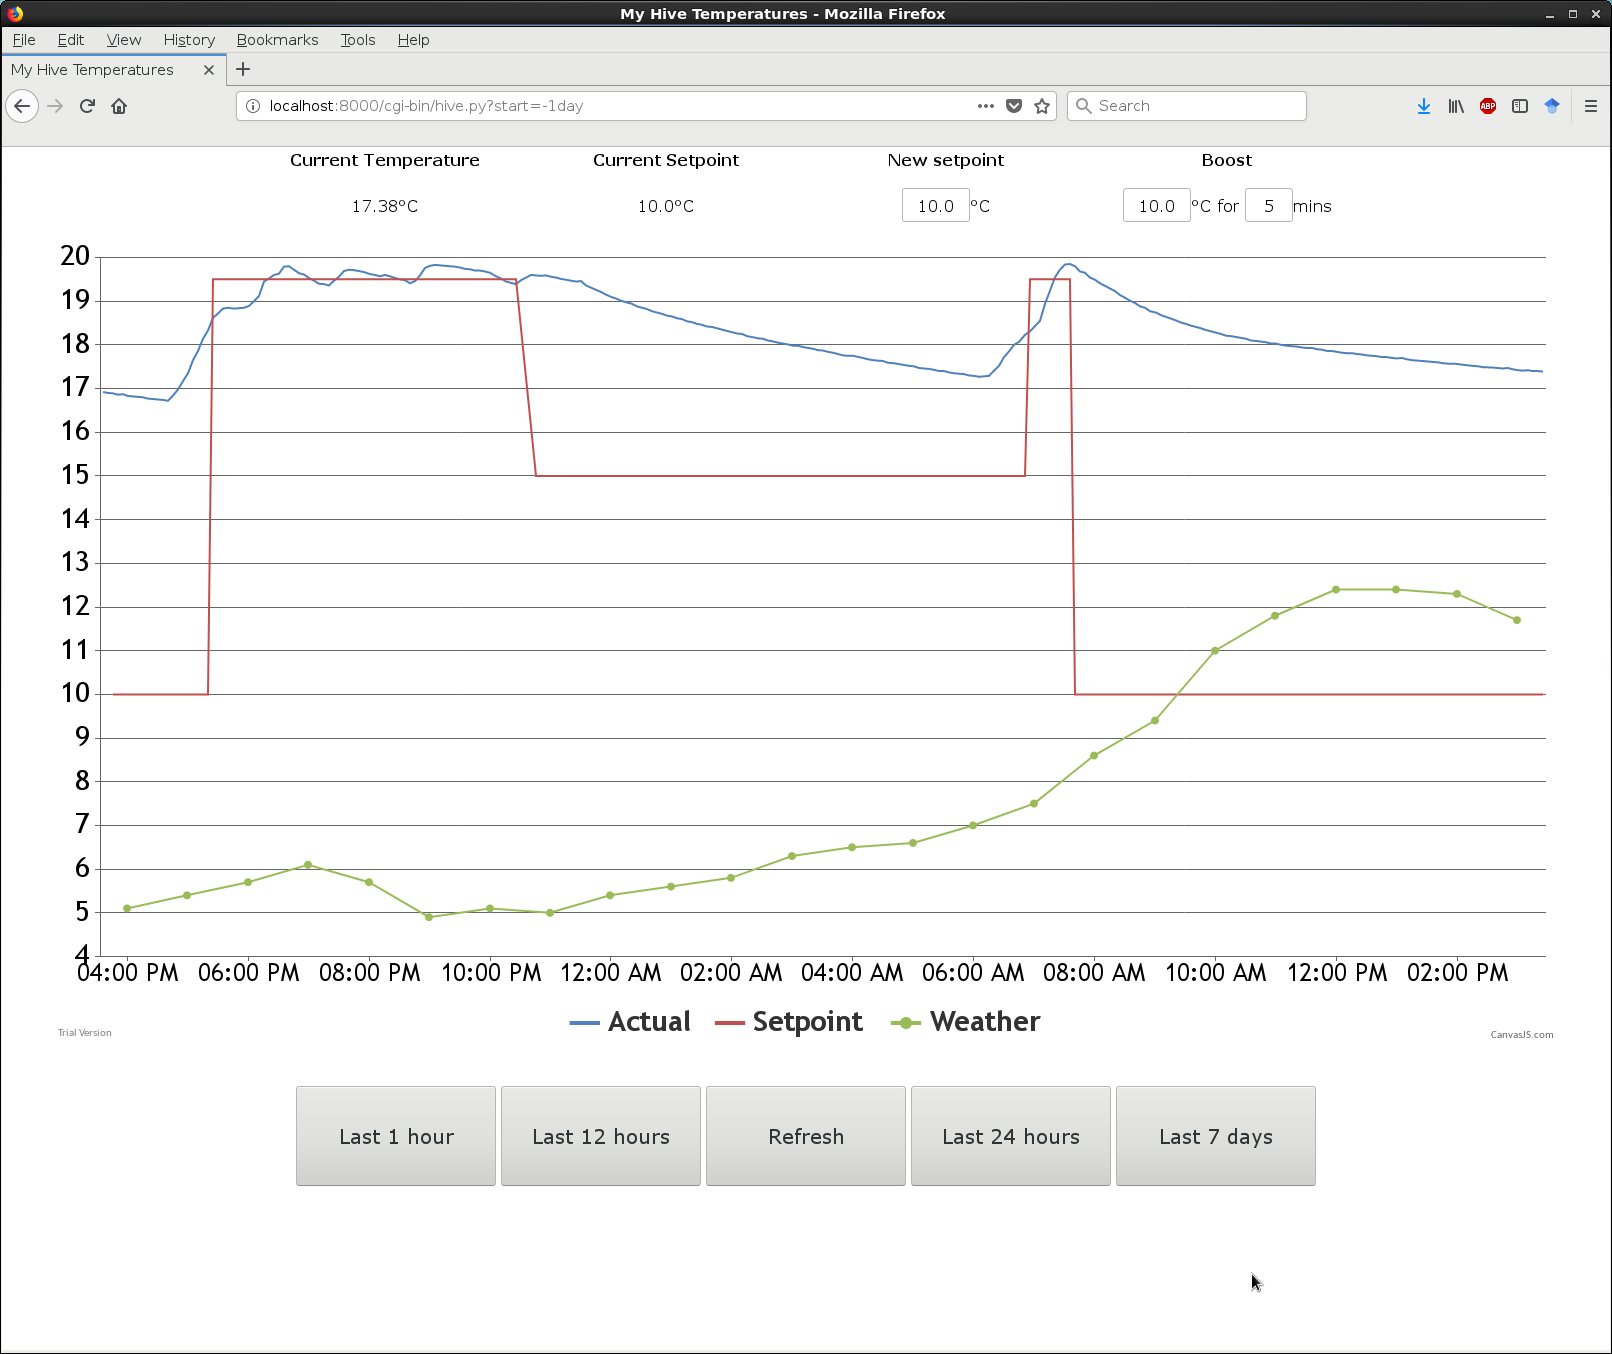 My Hive Temperatures - Mozilla Firefox
File Edit View History Bookmarks Tools Help
My Hive Temperatures
localhost:8000/cgi-bin/hive.py?start=-1day
Search
ABP
Current Temperature Current Setpoint New setpoint Boost
17.38°C 10.0°C 10.0 °C 10.0 °C for 5 mins
20
19
18
17
16
15
14
13
12
11
10
9
8
7
6
5
4
04:00 PM 06:00 PM 08:00 PM 10:00 PM 12:00 AM 02:00 AM 04:00 AM 06:00 AM 08:00 AM 10:00 AM 12:00 PM 02:00 PM
Actual Setpoint Weather
Trial Version
CanvasJS.com
Last 1 hour Last 12 hours Refresh Last 24 hours Last 7 days